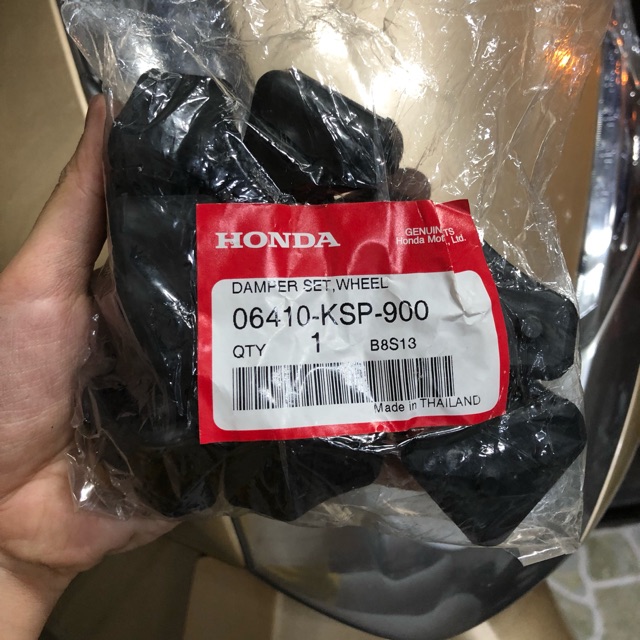 HONDA
GENUINE PARTS
Honda Motor Co., Ltd.
DAMPER SET,WHEEL
06410-KSP-900
QTY 1 B8S13
Made in THAILAND